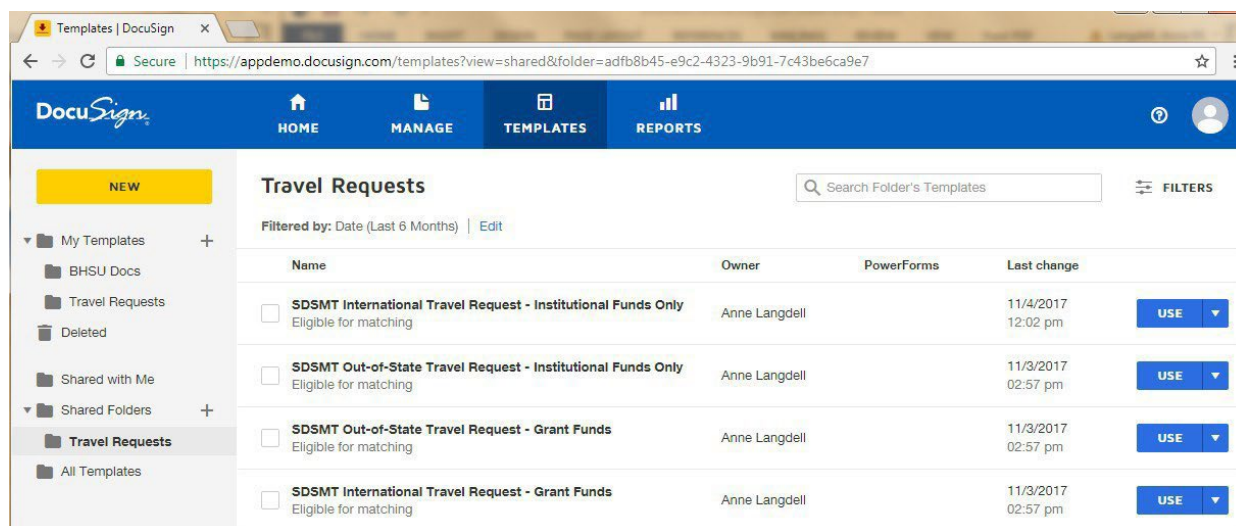 Templates | DocuSign
Secure | https://appdemo.docusign.com/templates?view=shared&folder=adfb8b45-e9c2-4323-9b91-7c43be6ca9e7
DocuSign
HOME MANAGE TEMPLATES REPORTS
NEW
My Templates
BHSU Docs
Travel Requests
Deleted
Shared with Me
Shared Folders
Travel Requests
All Templates
Travel Requests
Search Folder's Templates
FILTERS
Filtered by: Date (Last 6 Months) | Edit
Name Owner PowerForms Last change
SDSMT International Travel Request - Institutional Funds Only
Eligible for matching
Anne Langdell
11/4/2017
12:02 pm
USE
SDSMT Out-of-State Travel Request - Institutional Funds Only
Eligible for matching
Anne Langdell
11/3/2017
02:57 pm
USE
SDSMT Out-of-State Travel Request - Grant Funds
Eligible for matching
Anne Langdell
11/3/2017
02:57 pm
USE
SDSMT International Travel Request - Grant Funds
Eligible for matching
Anne Langdell
11/3/2017
02:57 pm
USE